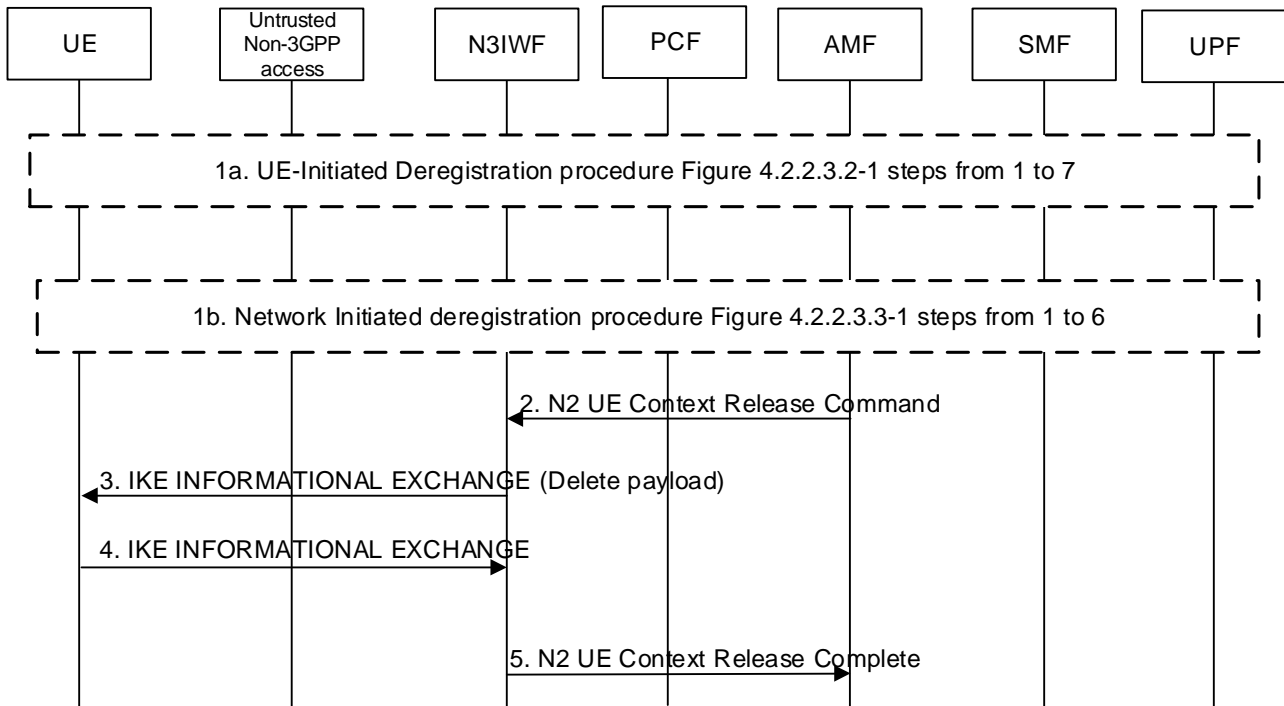 UE
Untrusted
Non-3GPP
access
N3IWF
PCF
AMF
SMF
UPF
1a. UE-Initiated Deregistration procedure Figure 4.2.2.3.2-1 steps from 1 to 7
1b. Network Initiated deregistration procedure Figure 4.2.2.3.3-1 steps from 1 to 6
2. N2 UE Context Release Command
3. IKE INFORMATIONAL EXCHANGE (Delete payload)
4. IKE INFORMATIONAL EXCHANGE
5. N2 UE Context Release Complete